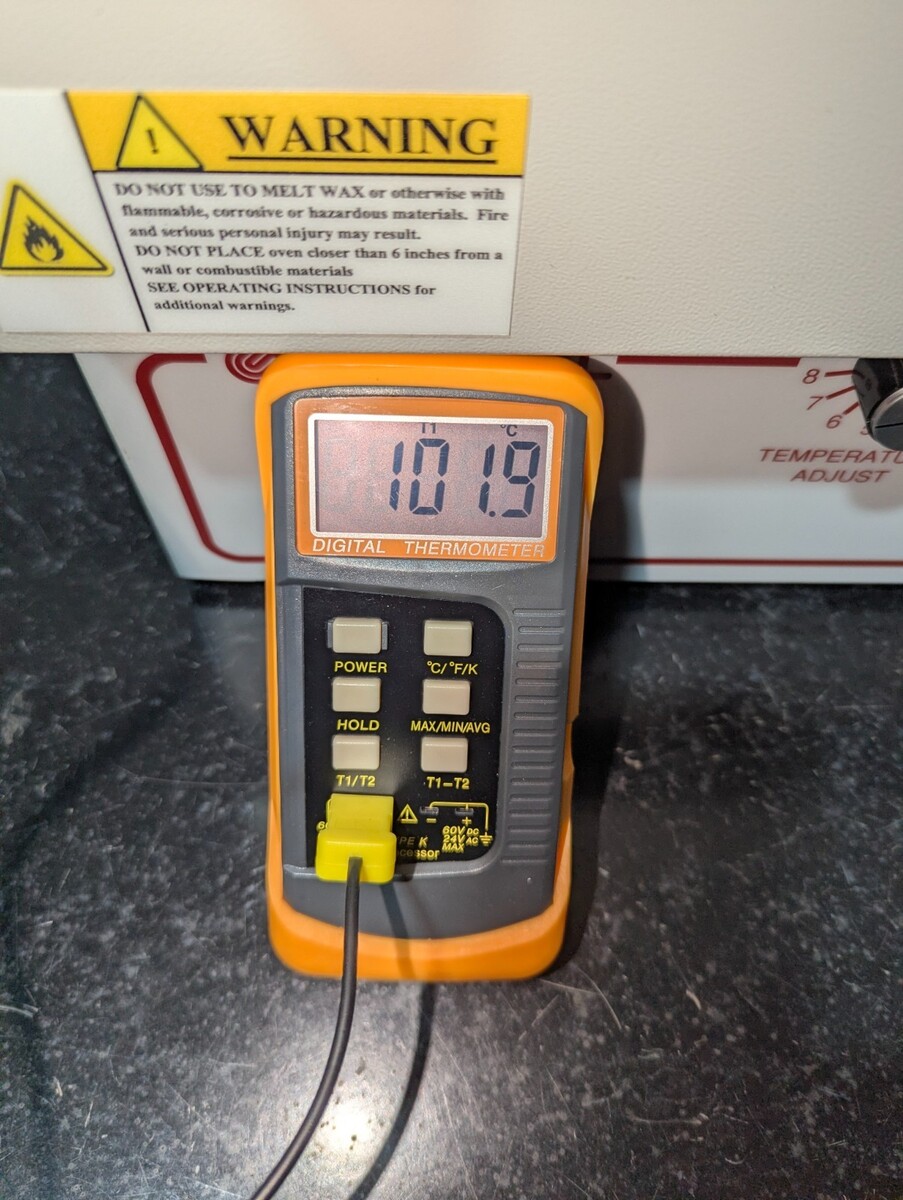 WARNING
DO NOT USE TO MELT WAX or otherwise with
flammable, corrosive or hazardous materials. Fire
and serious personal injury may result.
DO NOT PLACE oven closer than 6 inches from a
wall or combustible materials
SEE OPERATING INSTRUCTIONS for
additional warnings.
8
7
6
TEMPERATU
ADJUST
T1 °C
101.9
DIGITAL THERMOMETER
POWER °C/°F/K
HOLD MAX/MIN/AVG
T1/T2 T1-T2
- +
60V DC
24V AC
MAX
K